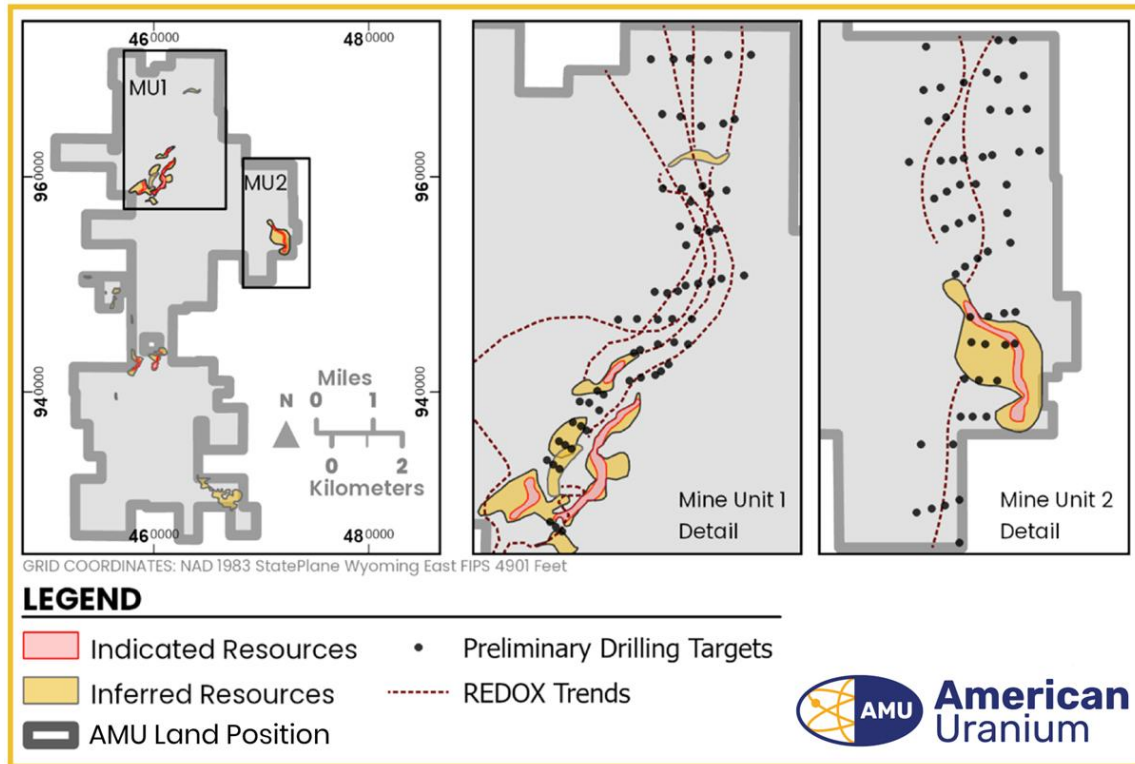 460000
480000
MU1
MU2
960000
960000
940000
940000
Miles
N 0 1
0 2
Kilometers
460000
480000
Mine Unit 1
Detail
Mine Unit 2
Detail
GRID COORDINATES: NAD 1983 StatePlane Wyoming East FIPS 4901 Feet
LEGEND
Indicated Resources
Inferred Resources
AMU Land Position
Preliminary Drilling Targets
REDOX Trends
AMU
American
Uranium